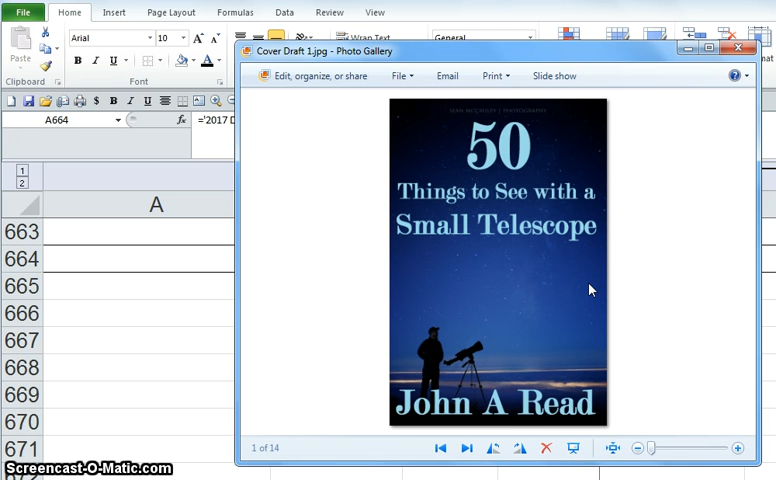 File Home Insert Page Layout Formulas Data Review View
Cover Draft 1.jpg - Photo Gallery
Edit, organize, or share File Email Print Slide show
Arial 10 Wrap Text General
Paste
Clipboard Font
A664 fx ='2017 D
1
2
A
663
664
665
666
667
668
669
670
671
50
Things to See with a
Small Telescope
John A Read
1 of 14
Screencast-O-Matic.com